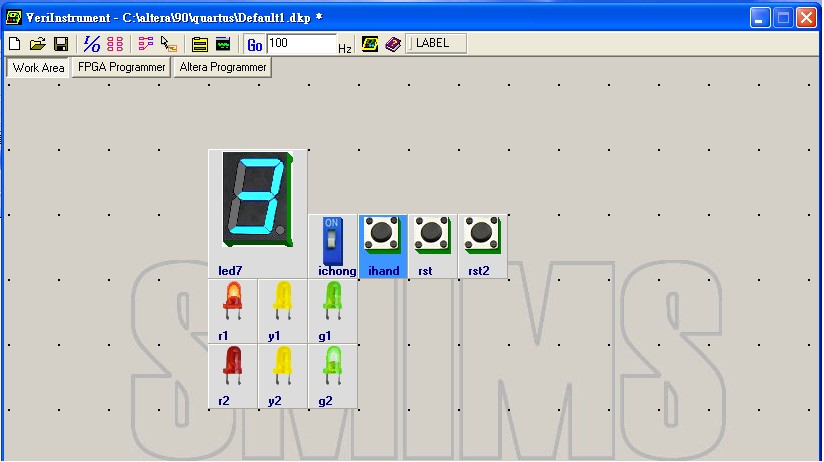 VeriInstrument - C:\altera\90\quartus\Default1.dkp *
I/O Go 100 Hz LABEL
Work Area FPGA Programmer Altera Programmer
3
ON
led7 ichong ihand rst rst2
r1 y1 g1
r2 y2 g2
SMIMS